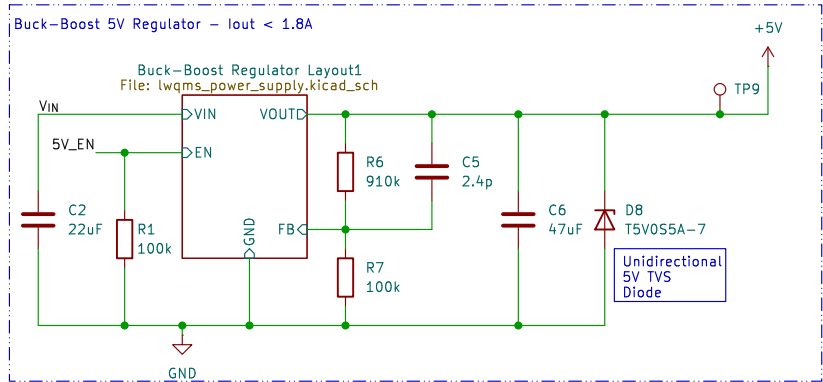 Buck-Boost 5V Regulator - Iout < 1.8A
+5V
Buck-Boost Regulator Layout1
File: lwqms_power_supply.kicad_sch
TP9
VIN
VIN
VOUT
5V_EN
EN
R6
910k
C5
2.4p
C2
22uF
R1
100k
GND
FB
C6
47uF
D8
T5V0S5A-7
R7
100k
Unidirectional
5V TVS
Diode
GND